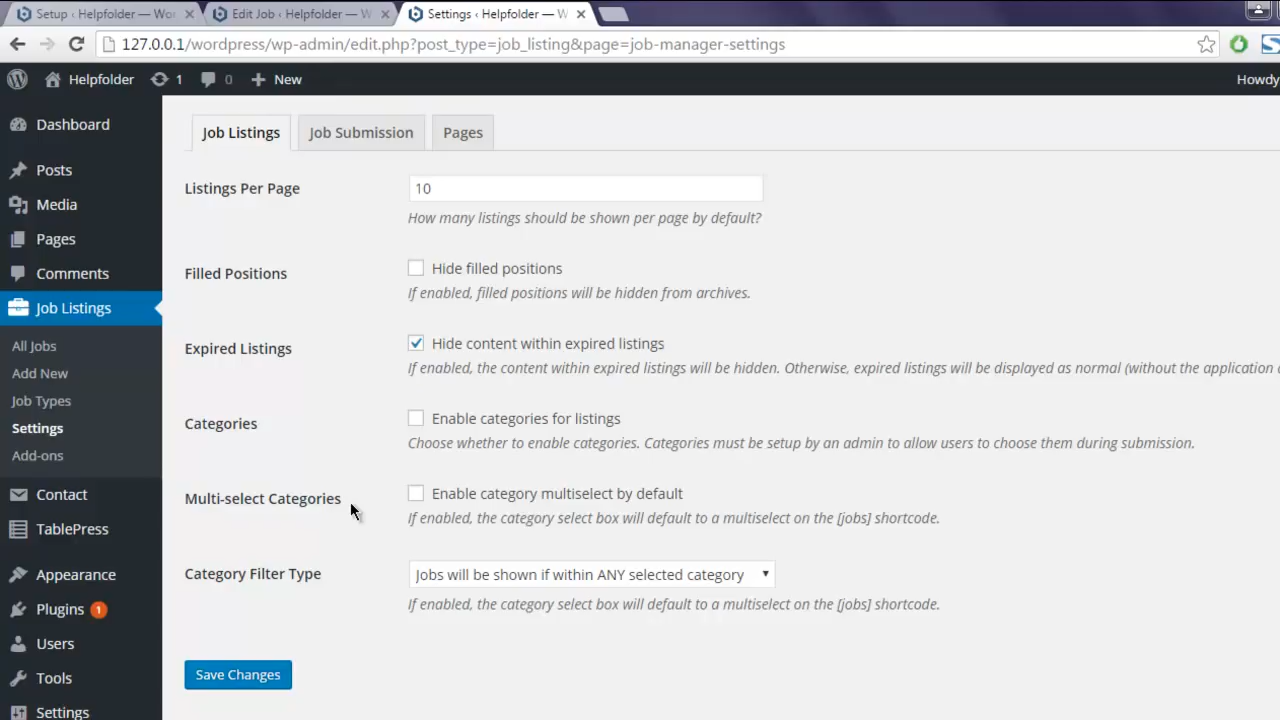 Setup ‹ Helpfolder — Wor
Edit Job ‹ Helpfolder — W
Settings ‹ Helpfolder — W
127.0.0.1/wordpress/wp-admin/edit.php?post_type=job_listing&page=job-manager-settings
Helpfolder 1 0 New Howdy
Dashboard
Posts
Media
Pages
Comments
Job Listings
All Jobs
Add New
Job Types
Settings
Add-ons
Contact
TablePress
Appearance
Plugins 1
Users
Tools
Settings
Job Listings Job Submission Pages
Listings Per Page 10
How many listings should be shown per page by default?
Filled Positions Hide filled positions
If enabled, filled positions will be hidden from archives.
Expired Listings Hide content within expired listings
If enabled, the content within expired listings will be hidden. Otherwise, expired listings will be displayed as normal (without the application
Categories Enable categories for listings
Choose whether to enable categories. Categories must be setup by an admin to allow users to choose them during submission.
Multi-select Categories Enable category multiselect by default
If enabled, the category select box will default to a multiselect on the [jobs] shortcode.
Category Filter Type Jobs will be shown if within ANY selected category
If enabled, the category select box will default to a multiselect on the [jobs] shortcode.
Save Changes